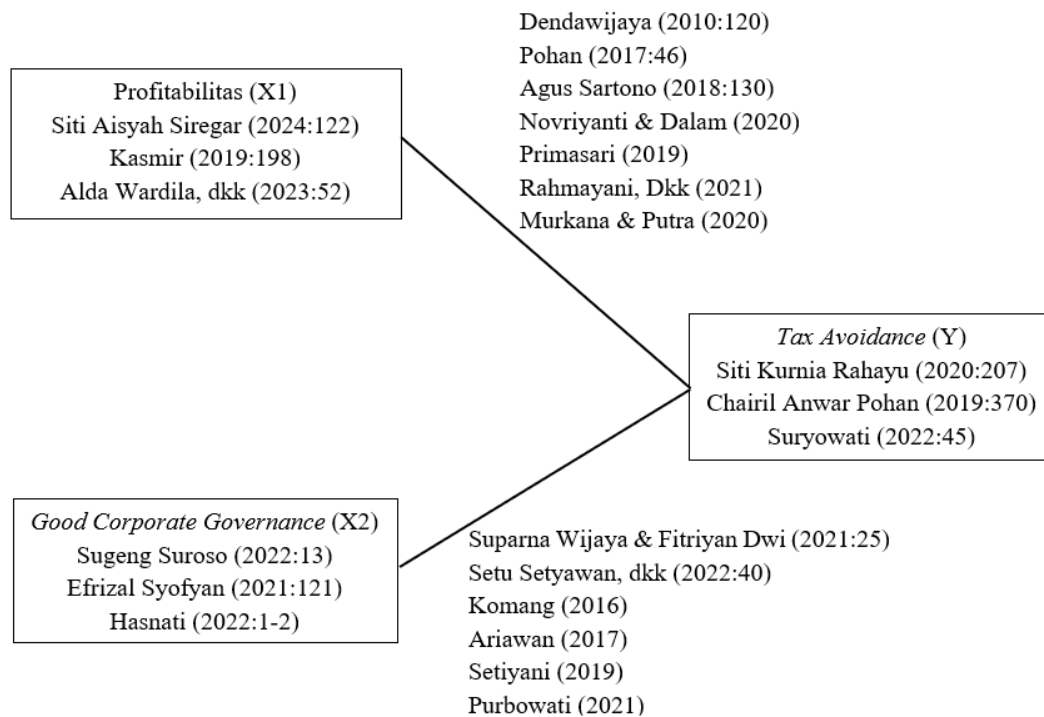 Dendawijaya (2010:120)
Pohan (2017:46)
Agus Sartono (2018:130)
Novriyanti & Dalam (2020)
Primasari (2019)
Rahmayani, Dkk (2021)
Murkana & Putra (2020)
Profitabilitas (X1)
Siti Aisyah Siregar (2024:122)
Kasmir (2019:198)
Alda Wardila, dkk (2023:52)
Tax Avoidance (Y)
Siti Kurnia Rahayu (2020:207)
Chairil Anwar Pohan (2019:370)
Suryowati (2022:45)
Good Corporate Governance (X2)
Sugeng Suroso (2022:13)
Efrizal Syofyan (2021:121)
Hasnati (2022:1-2)
Suparna Wijaya & Fitriyan Dwi (2021:25)
Setu Setyawan, dkk (2022:40)
Komang (2016)
Ariawan (2017)
Setiyani (2019)
Purbowati (2021)